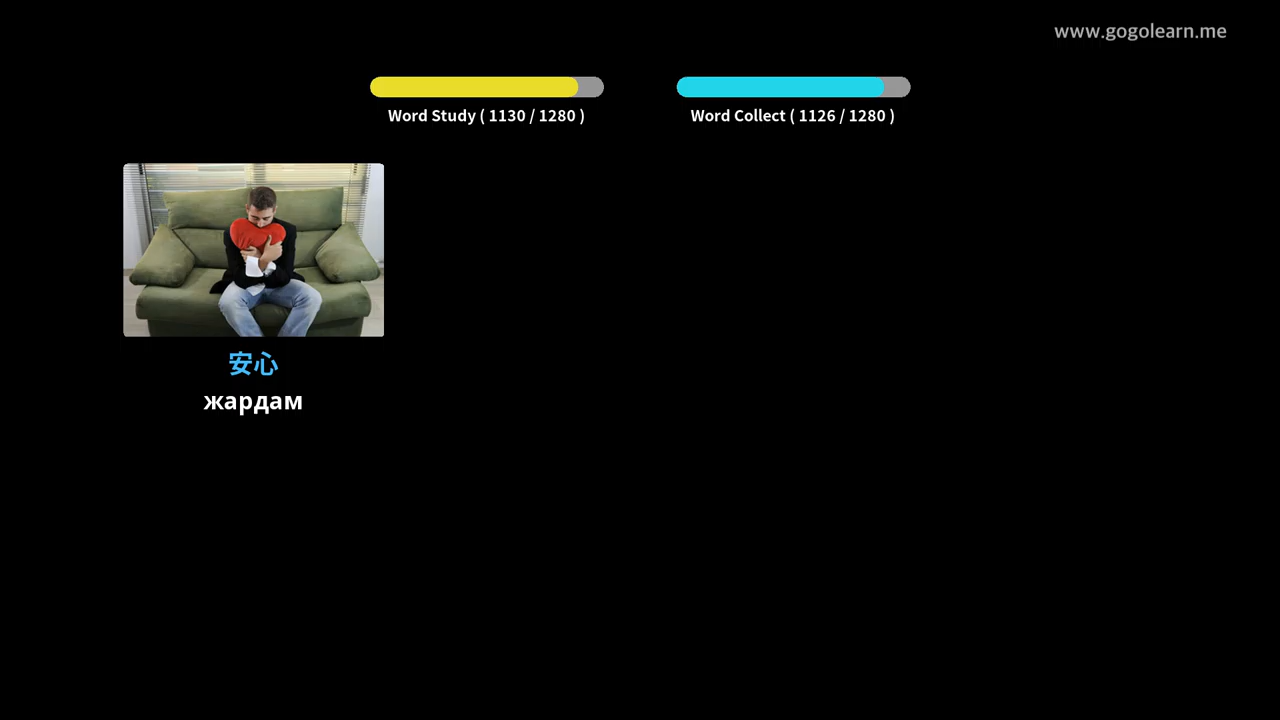 www.gogolearn.me
Word Study ( 1130 / 1280 )
Word Collect ( 1126 / 1280 )
安心
жардам